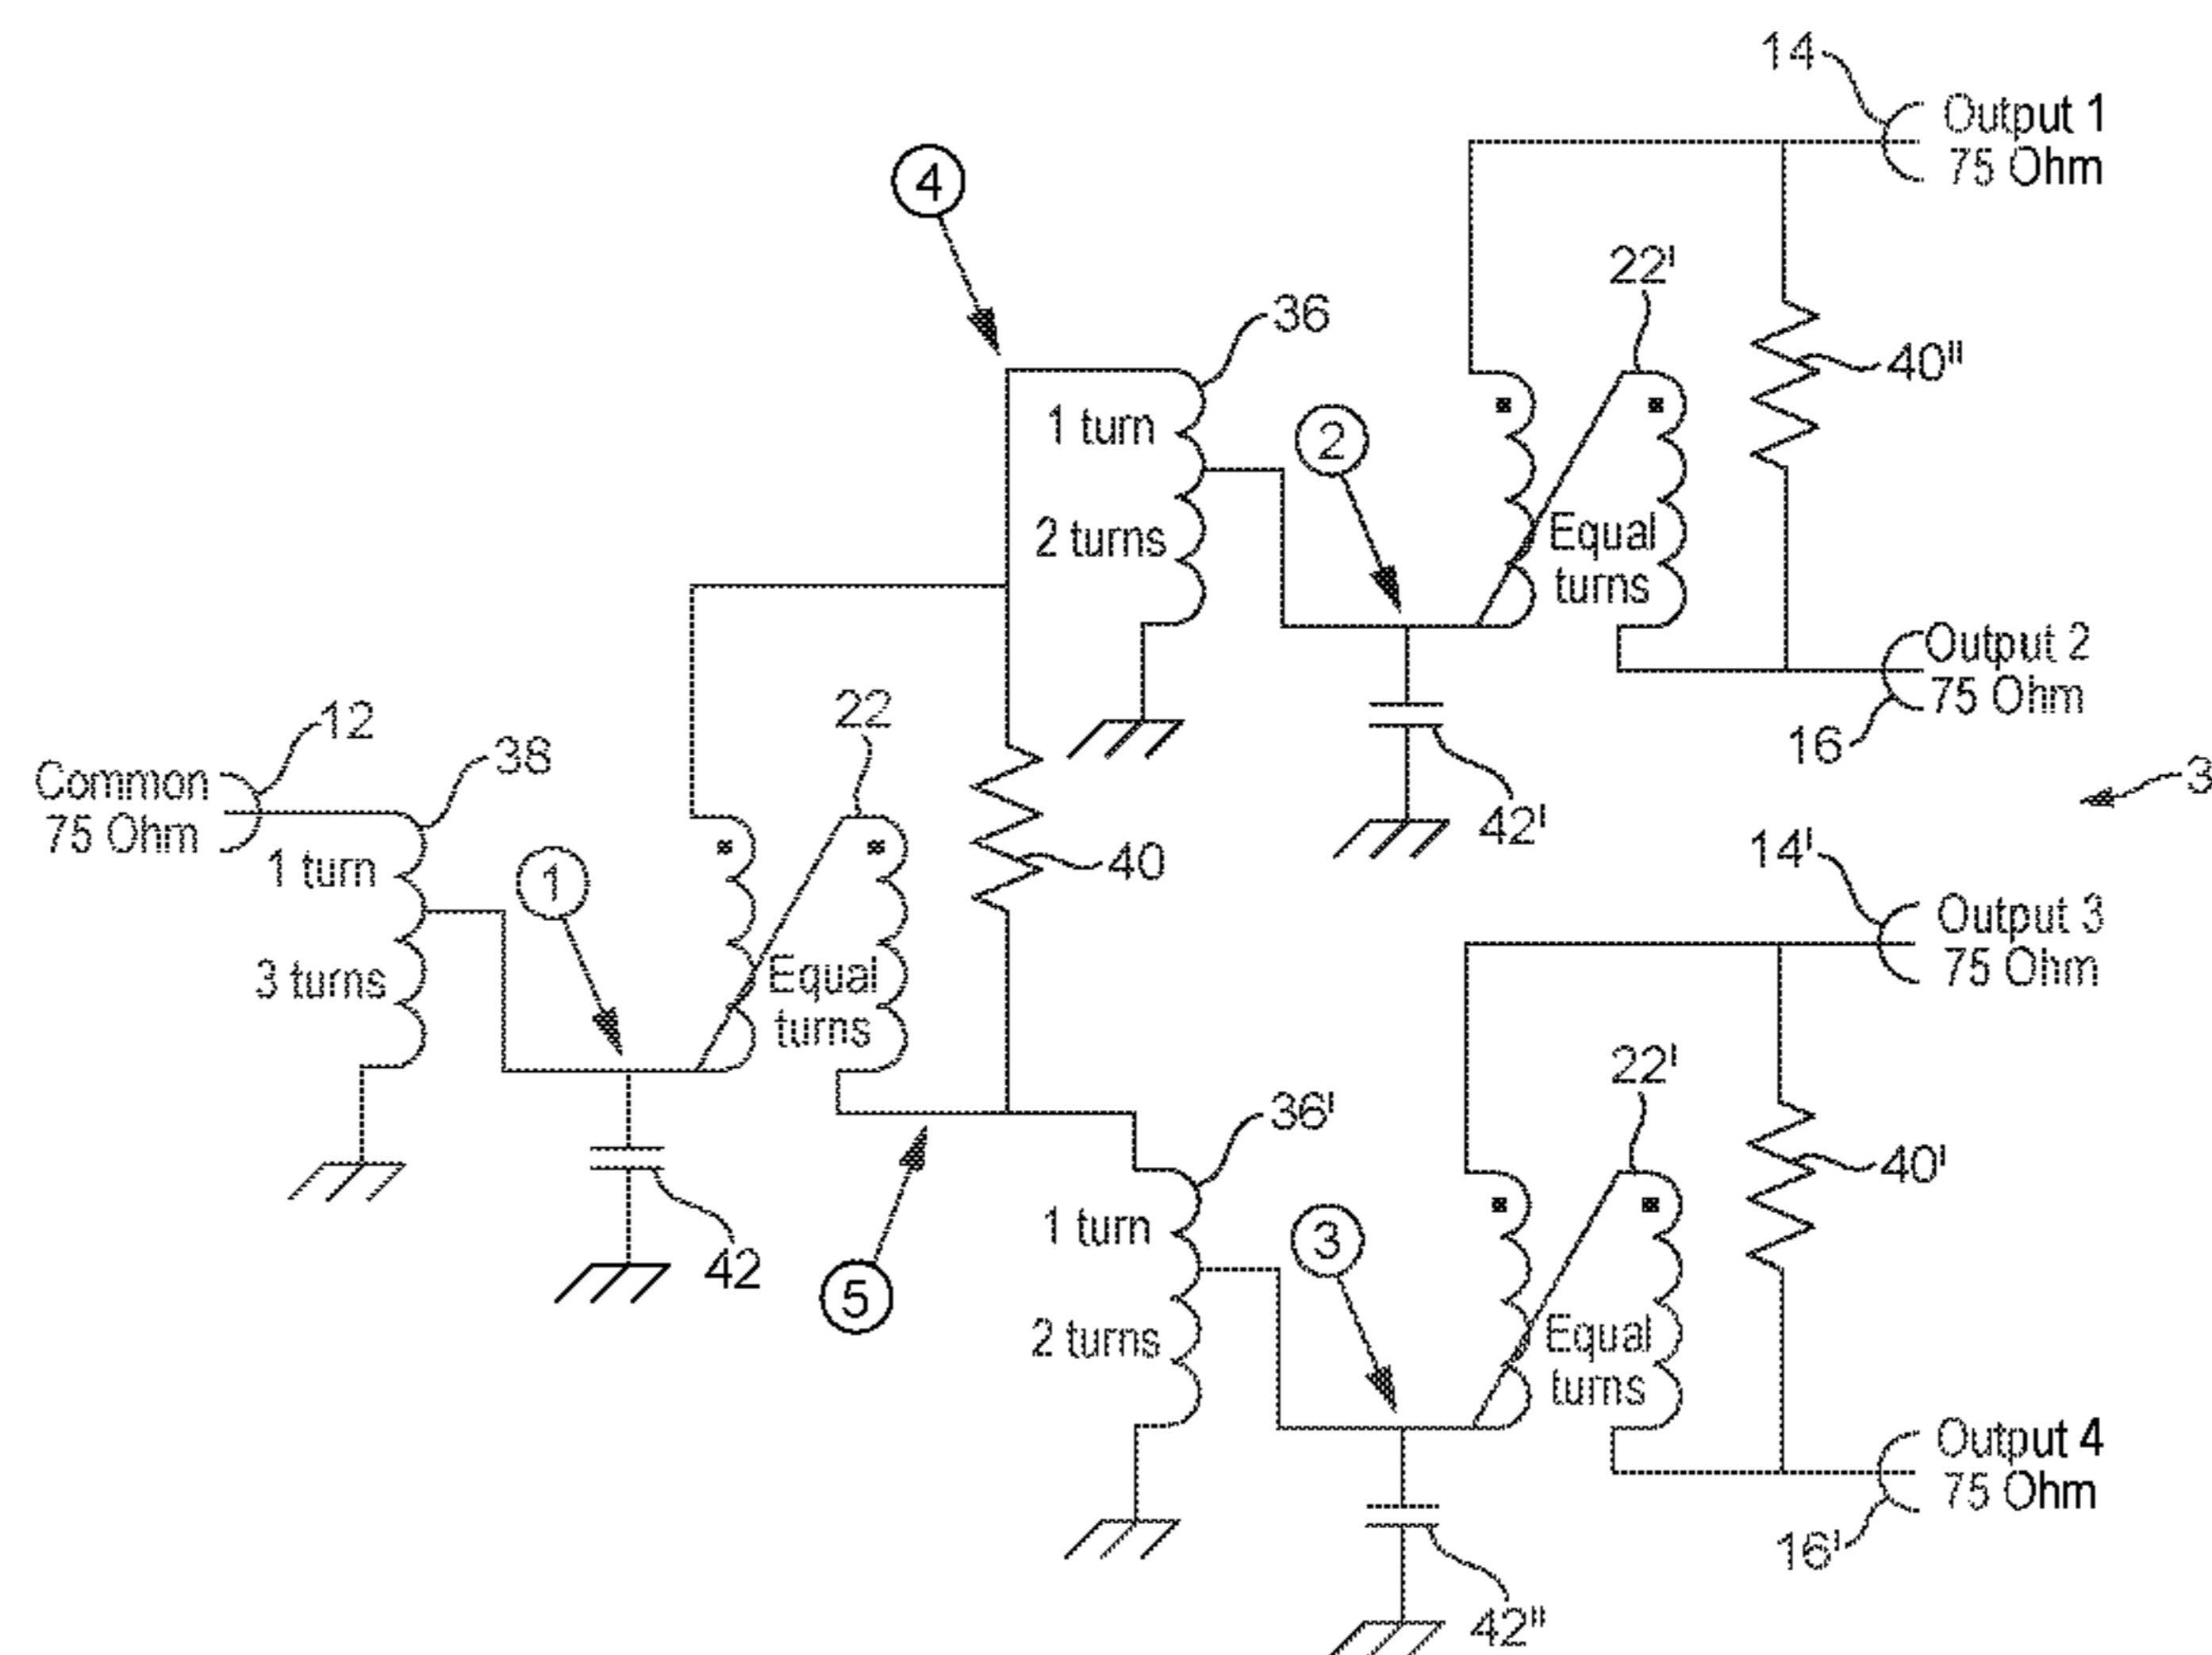 14
Output 1
75 Ohm
4
22'
36
40"
1 turn
2
2 turns
Equal
turns
Output 2
75 Ohm
16
42'
12
38
22
Common
75 Ohm
1 turn
1
40
3 turns
Equal
turns
42
5
14'
Output 3
75 Ohm
36'
22'
1 turn
3
40'
2 turns
Equal
turns
Output 4
75 Ohm
16'
42"